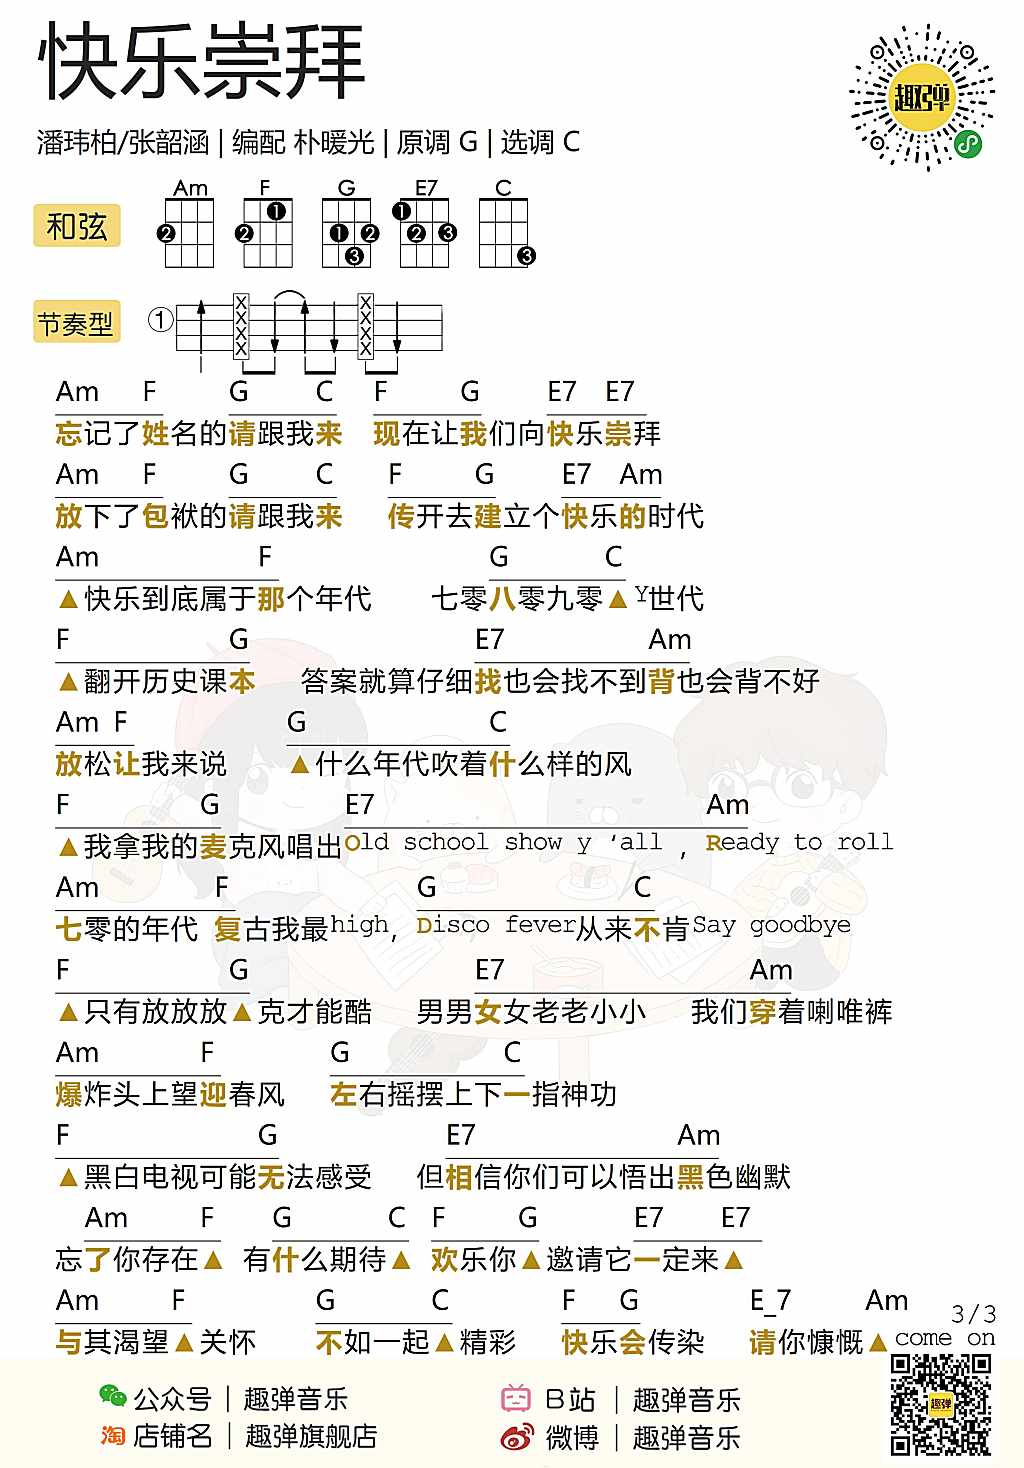 快乐崇拜
趣弹
潘玮柏/张韶涵 | 编配 朴暖光 | 原调 G | 选调 C
和弦 Am F G E7 C
2 1 2 1 2 3 1 2 3 3
节奏型 1
X X
X X
X X
X X
Am F G C F G E7 E7
忘记了姓名的请跟我来 现在让我们向快乐崇拜
Am F G C F G E7 Am
放下了包袱的请跟我来 传开去建立个快乐的时代
Am F G C
▲快乐到底属于那个年代 七零八零九零▲Y世代
F G E7 Am
▲翻开历史课本 答案就算仔细找也会找不到背也会背不好
Am F G C
放松让我来说 ▲什么年代吹着什么样的风
F G E7 Am
▲我拿我的麦克风唱出Old school show y ‘all , Ready to roll
Am F G C
七零的年代 复古我最high, Disco fever从来不肯Say goodbye
F G E7 Am
▲只有放放放▲克才能酷 男男女女老老小小 我们穿着喇唯裤
Am F G C
爆炸头上望迎春风 左右摇摆上下一指神功
F G E7 Am
▲黑白电视可能无法感受 但相信你们可以悟出黑色幽默
Am F G C F G E7 E7
忘了你存在▲ 有什么期待▲ 欢乐你▲邀请它一定来▲
Am F G C F G E_7 Am
与其渴望▲关怀 不如一起▲精彩 快乐会传染 请你慷慨▲come on
3/3
公众号 | 趣弹音乐 B站 | 趣弹音乐
淘 店铺名 | 趣弹旗舰店 微博 | 趣弹音乐
趣弹